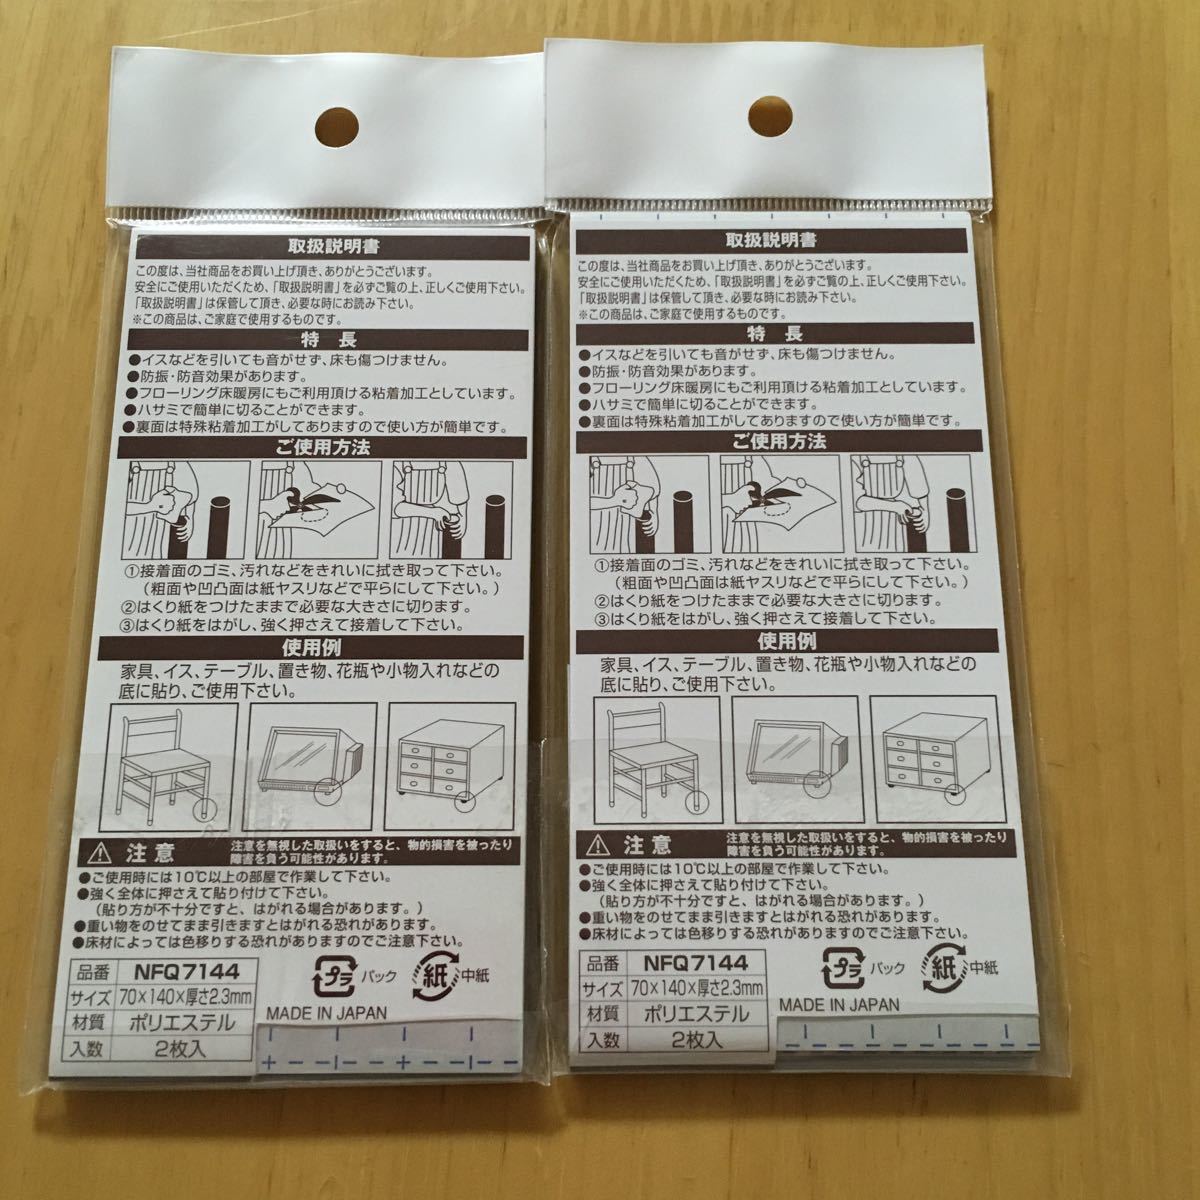 取扱説明書
この度は、当社商品をお買い上げ頂き、ありがとうございます。
安全にご使用いただくため、「取扱説明書」を必ずご覧の上、正しくご使用下さい。
「取扱説明書」は保管して頂き、必要な時にお読み下さい。
※この商品は、ご家庭で使用するものです。
特 長
●イスなどを引いても音がせず、床も傷つけません。
●防振・防音効果があります。
●フローリング床暖房にもご利用頂ける粘着加工としています。
●ハサミで簡単に切ることができます。
●裏面は特殊粘着加工がしてありますので使い方が簡単です。
ご使用方法
①接着面のゴミ、汚れなどをきれいに拭き取って下さい。
(粗面や凹凸面は紙ヤスリなどで平らにして下さい。)
②はくり紙をつけたままで必要な大きさに切ります。
③はくり紙をはがし、強く押さえて接着して下さい。
使用例
家具、イス、テーブル、置き物、花瓶や小物入れなどの
底に貼り、ご使用下さい。
注 意
注意を無視した取扱いをすると、物的損害を被ったり
障害を負う可能性があります。
●ご使用時には10℃以上の部屋で作業して下さい。
●強く全体に押さえて貼り付けて下さい。
(貼り方が不十分ですと、はがれる場合があります。)
●重い物をのせてまま引きますとはがれる恐れがあります。
●床材によっては色移りする恐れがありますのでご注意下さい。
品番 NFQ7144
サイズ 70×140×厚さ2.3mm
材質 ポリエステル
入数 2枚入
プラ パック
紙 中紙
MADE IN JAPAN
取扱説明書
この度は、当社商品をお買い上げ頂き、ありがとうございます。
安全にご使用いただくため、「取扱説明書」を必ずご覧の上、正しくご使用下さい。
「取扱説明書」は保管して頂き、必要な時にお読み下さい。
※この商品は、ご家庭で使用するものです。
特 長
●イスなどを引いても音がせず、床も傷つけません。
●防振・防音効果があります。
●フローリング床暖房にもご利用頂ける粘着加工としています。
●ハサミで簡単に切ることができます。
●裏面は特殊粘着加工がしてありますので使い方が簡単です。
ご使用方法
①接着面のゴミ、汚れなどをきれいに拭き取って下さい。
(粗面や凹凸面は紙ヤスリなどで平らにして下さい。)
②はくり紙をつけたままで必要な大きさに切ります。
③はくり紙をはがし、強く押さえて接着して下さい。
使用例
家具、イス、テーブル、置き物、花瓶や小物入れなどの
底に貼り、ご使用下さい。
注 意
注意を無視した取扱いをすると、物的損害を被ったり
障害を負う可能性があります。
●ご使用時には10℃以上の部屋で作業して下さい。
●強く全体に押さえて貼り付けて下さい。
(貼り方が不十分ですと、はがれる場合があります。)
●重い物をのせてまま引きますとはがれる恐れがあります。
●床材によっては色移りする恐れがありますのでご注意下さい。
品番 NFQ7144
サイズ 70×140×厚さ2.3mm
材質 ポリエステル
入数 2枚入
プラ パック
紙 中紙
MADE IN JAPAN